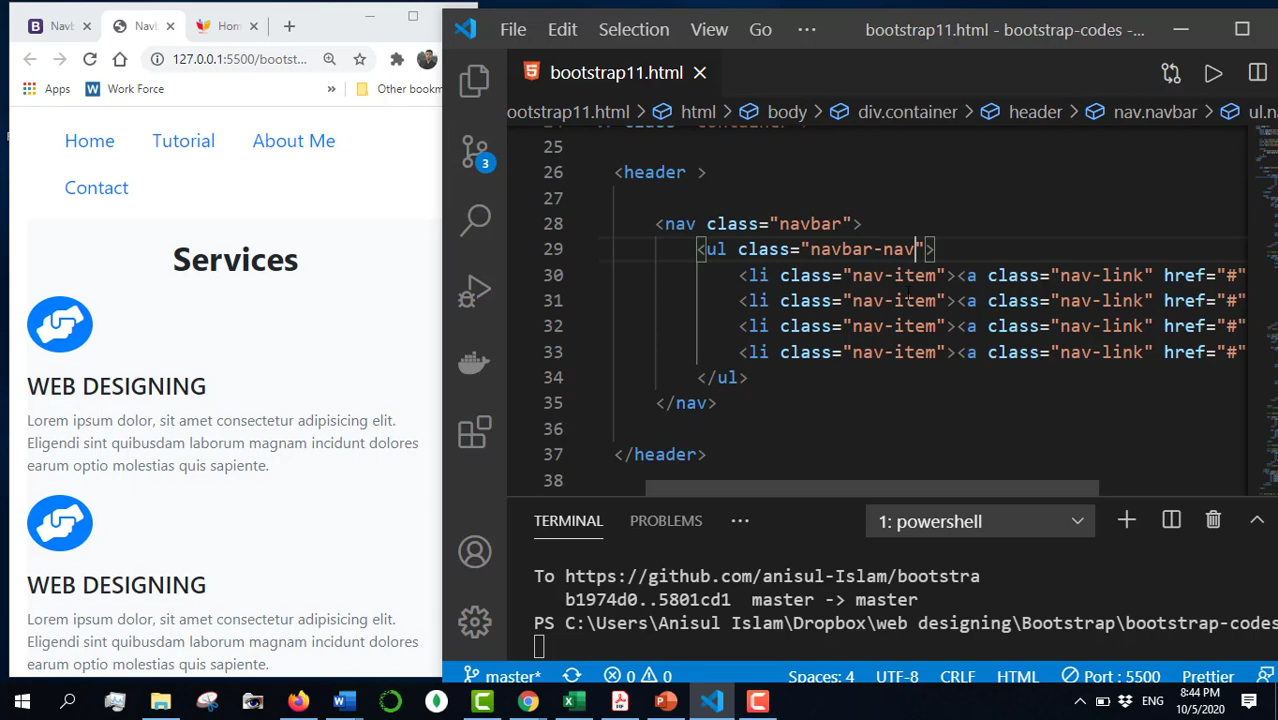 Navb
Navb
Hom
127.0.0.1:5500/bootst...
Apps
Work Force
»
Other bookm
Home
Tutorial
About Me
Contact
Services
WEB DESIGNING
Lorem ipsum dolor, sit amet consectetur adipisicing elit.
Eligendi sint quibusdam laborum magnam incidunt dolores
earum optio molestias quis sapiente.
WEB DESIGNING
Lorem ipsum dolor, sit amet consectetur adipisicing elit.
Eligendi sint quibusdam laborum magnam incidunt dolores
earum optio molestias quis sapiente.
File Edit Selection View Go ... bootstrap11.html - bootstrap-codes -...
bootstrap11.html
ootstrap11.html > html > body > div.container > header > nav.navbar > ul.na
25
26 <header >
27
28 <nav class="navbar">
29 <ul class="navbar-nav">
30 <li class="nav-item"><a class="nav-link" href="#"
31 <li class="nav-item"><a class="nav-link" href="#"
32 <li class="nav-item"><a class="nav-link" href="#"
33 <li class="nav-item"><a class="nav-link" href="#"
34 </ul>
35 </nav>
36
37 </header>
38
3
TERMINAL PROBLEMS ... 1: powershell
To https://github.com/anisul-Islam/bootstra
b1974d0..5801cd1 master -> master
PS C:\Users\Anisul Islam\Dropbox\web designing\Bootstrap\bootstrap-codes
master* 0 0 Spaces: 4 UTF-8 CRLF HTML Port : 5500 Prettier
ENG
8:44 PM
10/5/2020